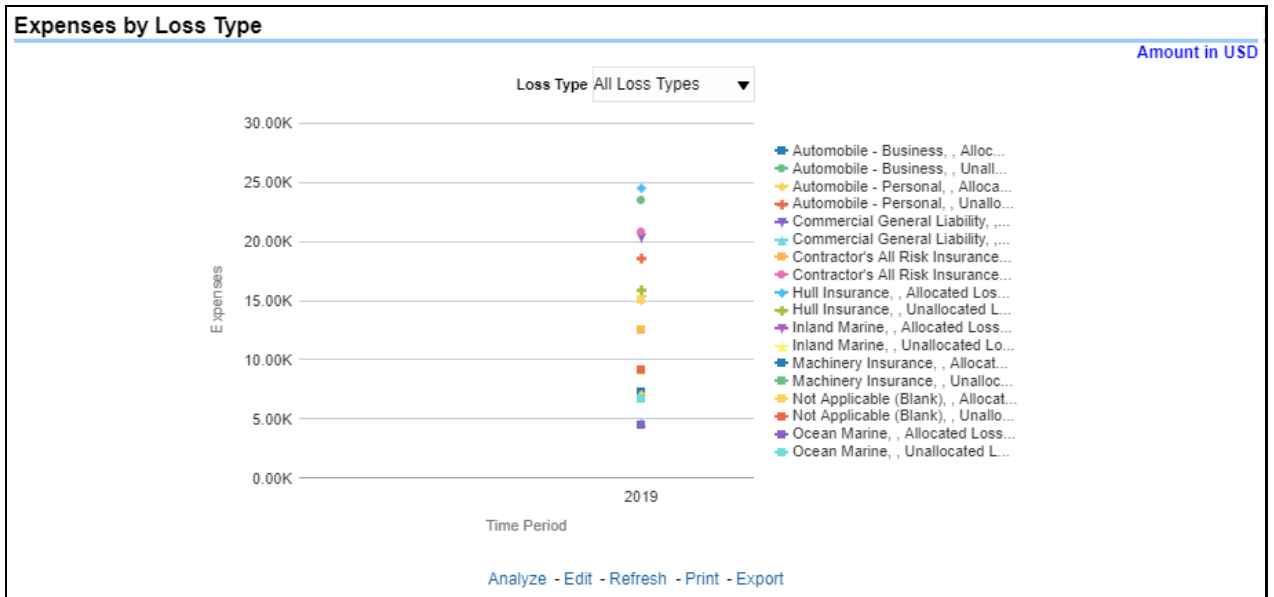 Expenses by Loss Type
Amount in USD
Loss Type All Loss Types
30.00K
25.00K
20.00K
15.00K
10.00K
5.00K
0.00K
Expenses
2019
Time Period
Automobile - Business, , Alloc...
Automobile - Business, , Unall...
Automobile - Personal, , Alloca...
Automobile - Personal, , Unallo...
Commercial General Liability, ,...
Commercial General Liability, ,...
Contractor's All Risk Insurance...
Contractor's All Risk Insurance...
Hull Insurance, , Allocated Los...
Hull Insurance, , Unallocated L...
Inland Marine, , Allocated Loss...
Inland Marine, , Unallocated Lo...
Machinery Insurance, , Allocat...
Machinery Insurance, , Unalloc...
Not Applicable (Blank), , Allocat...
Not Applicable (Blank), , Unallo...
Ocean Marine, , Allocated Loss...
Ocean Marine, , Unallocated L...
Analyze - Edit - Refresh - Print - Export